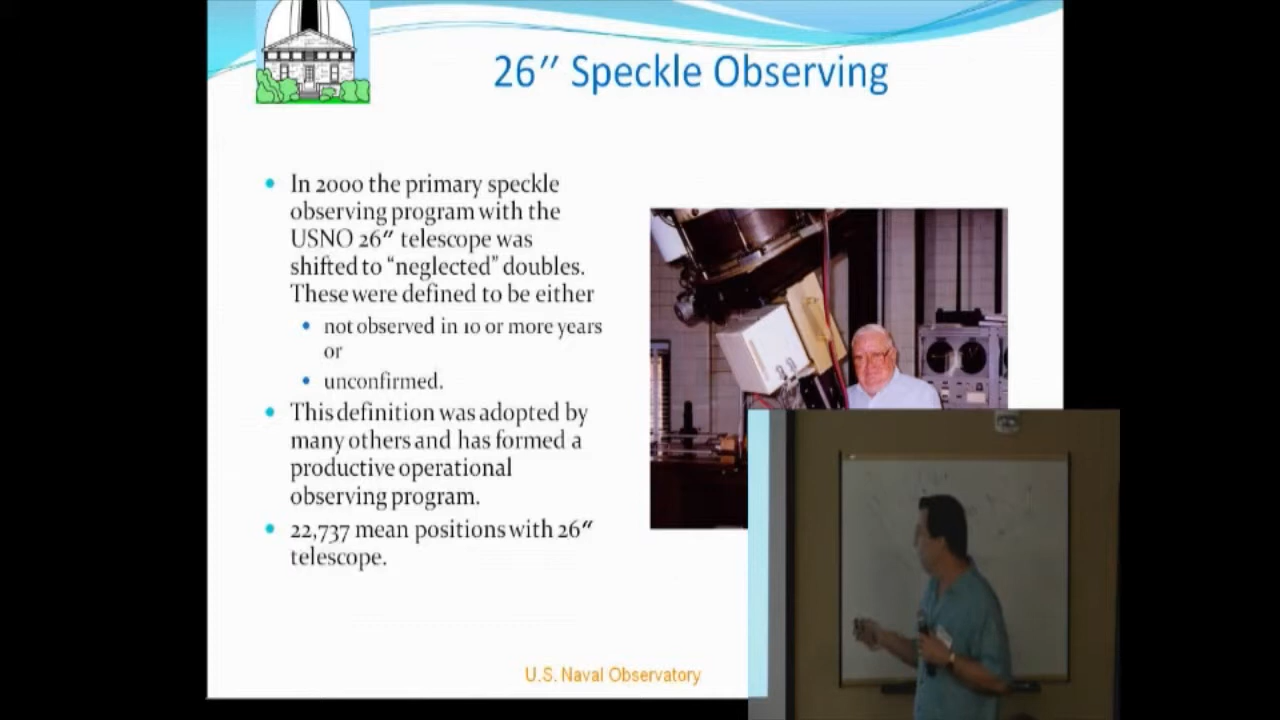 26″ Speckle Observing
In 2000 the primary speckle
observing program with the
USNO 26″ telescope was
shifted to “neglected” doubles.
These were defined to be either
not observed in 10 or more years
or
unconfirmed.
This definition was adopted by
many others and has formed a
productive operational
observing program.
22,737 mean positions with 26″
telescope.
U.S. Naval Observatory